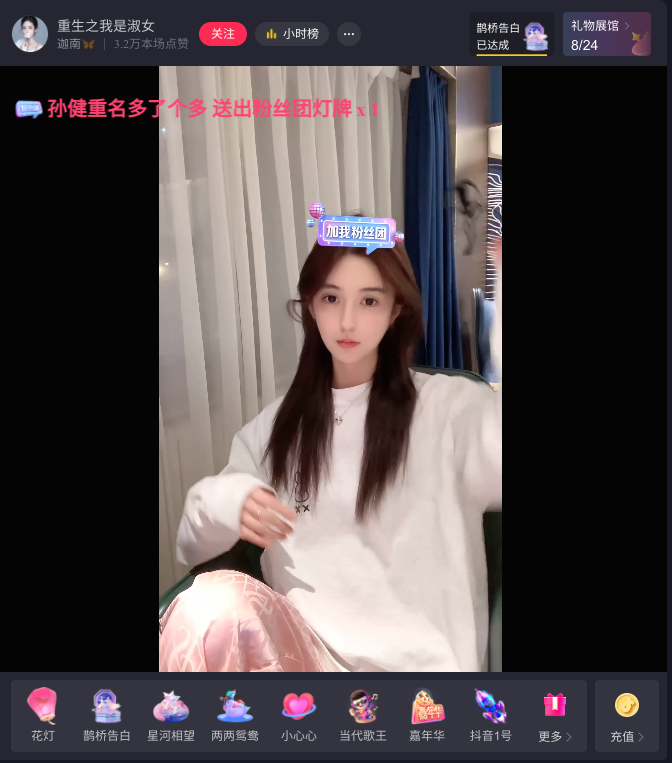 重生之我是淑女
迦南 3.2万本场点赞
关注
小时榜
鹊桥告白
已达成
礼物展馆
8/24
孙健重名多了个多 送出粉丝团灯牌 x 1
加我粉丝团
花灯
鹊桥告白
星河相望
两两鸳鸯
小心心
当代歌王
嘉年华
抖音1号
更多
充值